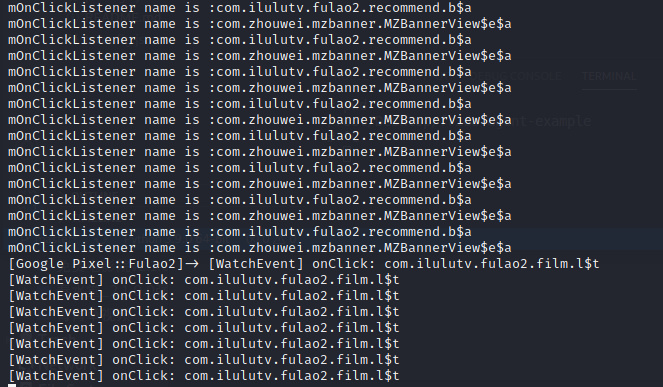 mOnClickListener name is :com.ilulutv.fulao2.recommend.b$a
mOnClickListener name is :com.zhouwei.mzbanner.MZBannerView$e$a
mOnClickListener name is :com.ilulutv.fulao2.recommend.b$a
mOnClickListener name is :com.zhouwei.mzbanner.MZBannerView$e$a
mOnClickListener name is :com.ilulutv.fulao2.recommend.b$a
mOnClickListener name is :com.zhouwei.mzbanner.MZBannerView$e$a
mOnClickListener name is :com.ilulutv.fulao2.recommend.b$a
mOnClickListener name is :com.zhouwei.mzbanner.MZBannerView$e$a
mOnClickListener name is :com.ilulutv.fulao2.recommend.b$a
mOnClickListener name is :com.zhouwei.mzbanner.MZBannerView$e$a
mOnClickListener name is :com.ilulutv.fulao2.recommend.b$a
mOnClickListener name is :com.zhouwei.mzbanner.MZBannerView$e$a
mOnClickListener name is :com.ilulutv.fulao2.recommend.b$a
mOnClickListener name is :com.zhouwei.mzbanner.MZBannerView$e$a
mOnClickListener name is :com.ilulutv.fulao2.recommend.b$a
mOnClickListener name is :com.zhouwei.mzbanner.MZBannerView$e$a
[Google Pixel::Fulao2]→ [WatchEvent] onClick: com.ilulutv.fulao2.film.l$t
[WatchEvent] onClick: com.ilulutv.fulao2.film.l$t
[WatchEvent] onClick: com.ilulutv.fulao2.film.l$t
[WatchEvent] onClick: com.ilulutv.fulao2.film.l$t
[WatchEvent] onClick: com.ilulutv.fulao2.film.l$t
[WatchEvent] onClick: com.ilulutv.fulao2.film.l$t
[WatchEvent] onClick: com.ilulutv.fulao2.film.l$t
[WatchEvent] onClick: com.ilulutv.fulao2.film.l$t
CONSOLE
TERMINAL